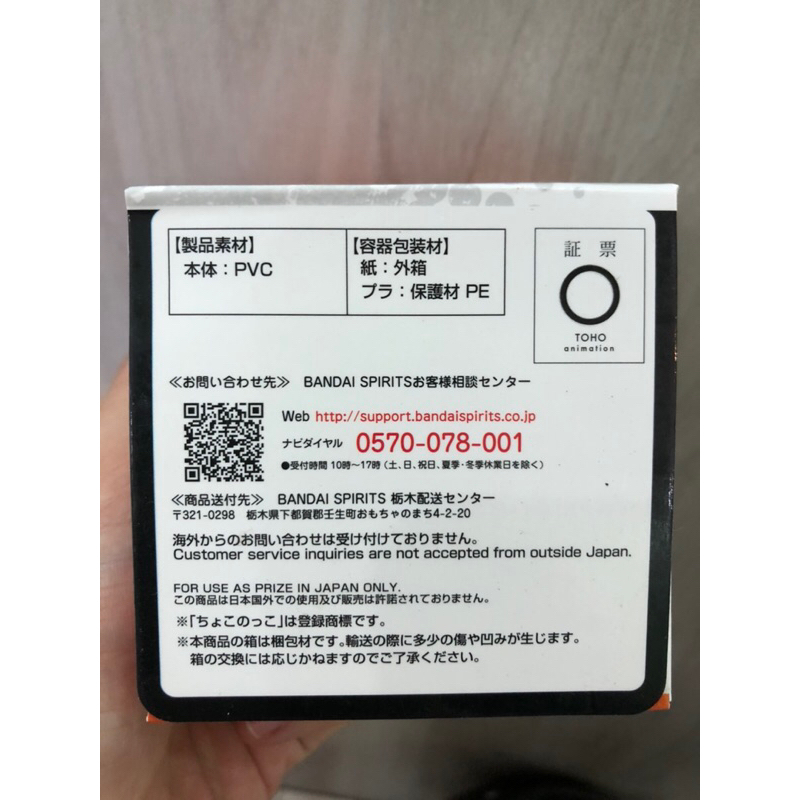 【製品素材】
本体：PVC
【容器包装材】
紙：外箱
プラ：保護材 PE
証 票
TOHO
animation
≪お問い合わせ先≫ BANDAI SPIRITSお客様相談センター
Web http://support.bandaispirits.co.jp
ナビダイヤル 0570-078-001
●受付時間 10時～17時（土、日、祝日、夏季・冬季休業日を除く）
≪商品送付先≫ BANDAI SPIRITS 栃木配送センター
〒321-0298 栃木県下都賀郡壬生町おもちゃのまち4-2-20
海外からのお問い合わせは受け付けておりません。
Customer service inquiries are not accepted from outside Japan.
FOR USE AS PRIZE IN JAPAN ONLY.
この商品は日本国外での使用及び販売は許諾されておりません。
※「ちょこのっこ」は登録商標です。
※本商品の箱は梱包材です。輸送の際に多少の傷や凹みが生じます。
箱の交換には応じかねますのでご了承ください。